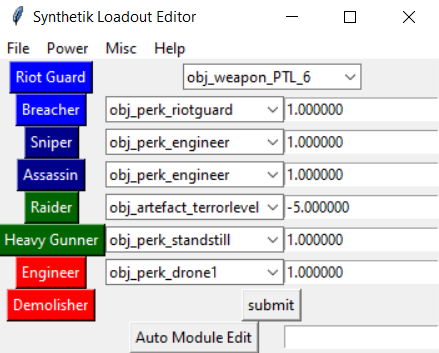 Synthetik Loadout Editor
File Power Misc Help
Riot Guard obj_weapon_PTL_6
Breacher obj_perk_riotguard 1.000000
Sniper obj_perk_engineer 1.000000
Assassin obj_perk_engineer 1.000000
Raider obj_artefact_terrorlevel -5.000000
Heavy Gunner obj_perk_standstill 1.000000
Engineer obj_perk_drone1 1.000000
Demolisher submit
Auto Module Edit